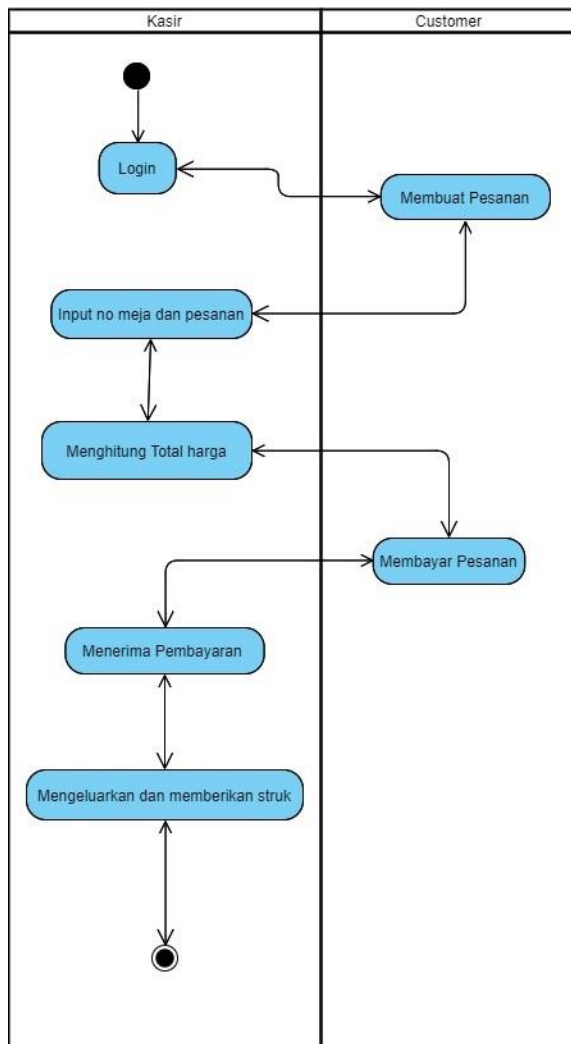 Kasir
Customer
Login
Membuat Pesanan
Input no meja dan pesanan
Menghitung Total harga
Membayar Pesanan
Menerima Pembayaran
Mengeluarkan dan memberikan struk